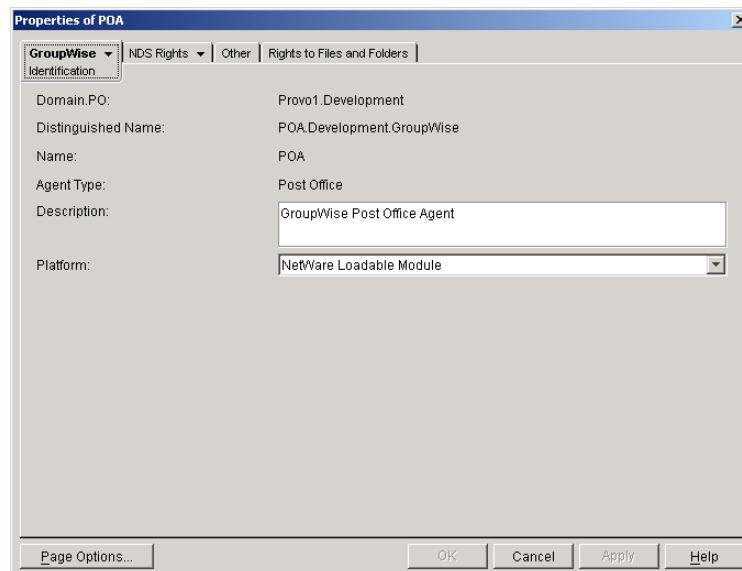 Properties of POA
GroupWise NDS Rights Other Rights to Files and Folders
Identification
Domain.PO: Provo1.Development
Distinguished Name: POA.Development.GroupWise
Name: POA
Agent Type: Post Office
Description: GroupWise Post Office Agent
Platform: NetWare Loadable Module
Page Options... OK Cancel Apply Help